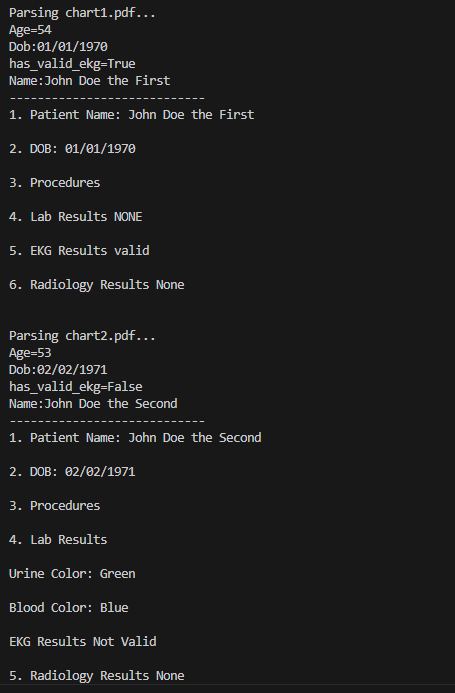 Parsing chart1.pdf...
Age=54
Dob:01/01/1970
has_valid_ekg=True
Name:John Doe the First
----------------------------
1. Patient Name: John Doe the First
2. DOB: 01/01/1970
3. Procedures
4. Lab Results NONE
5. EKG Results valid
6. Radiology Results None
Parsing chart2.pdf...
Age=53
Dob:02/02/1971
has_valid_ekg=False
Name:John Doe the Second
----------------------------
1. Patient Name: John Doe the Second
2. DOB: 02/02/1971
3. Procedures
4. Lab Results
Urine Color: Green
Blood Color: Blue
EKG Results Not Valid
5. Radiology Results None